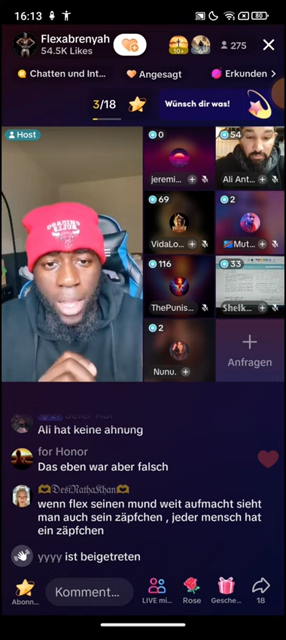 16:13
80
Flexabrenyah
54.5K Likes
10+
275
Chatten und Int...
Angesagt
Erkunden
3/18
Wünsch dir was!
Host
0
jeremi...
54
Ali Ant...
69
VidaLo...
2
Mut...
116
ThePunis...
33
Shelk...
2
Nunu.
Anfragen
Ali hat keine ahnung
for Honor
Das eben war aber falsch
DesiNathaKhan
wenn flex seinen mund weit aufmacht sieht
man auch sein zäpfchen , jeder mensch hat
ein zäpfchen
yyyy ist beigetreten
Abonn...
Komment...
LIVE mi...
Rose
Gesche...
18